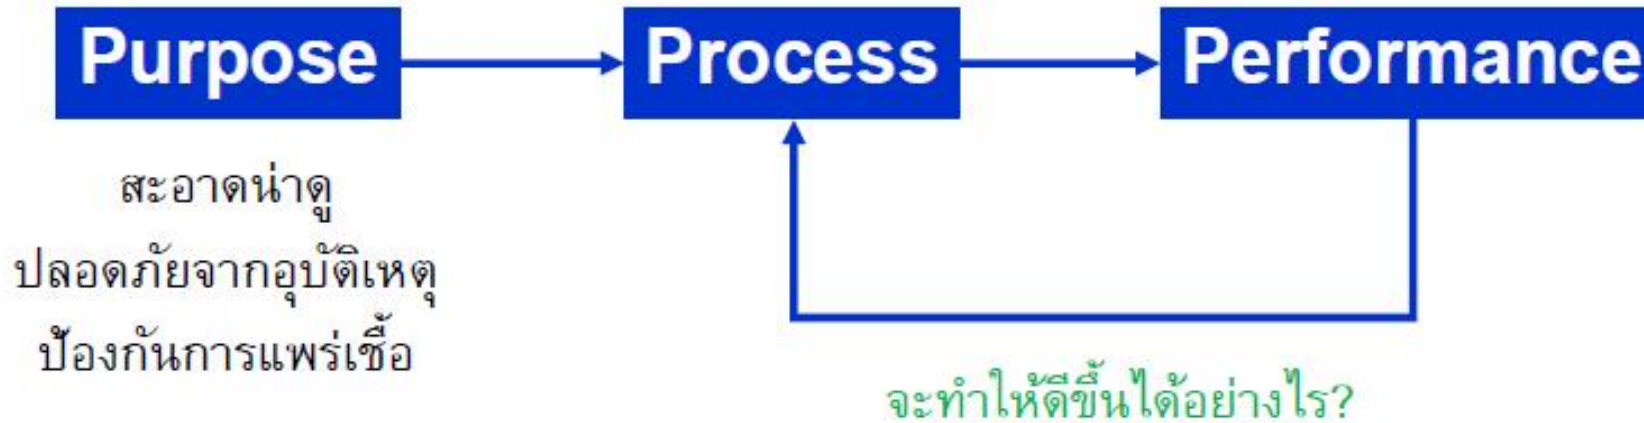 Purpose Process Performance
สะอาดน่าดู
ปลอดภัยจากอุบัติเหตุ
ป้องกันการแพร่เชื้อ
จะทำให้ดีขึ้นได้อย่างไร?